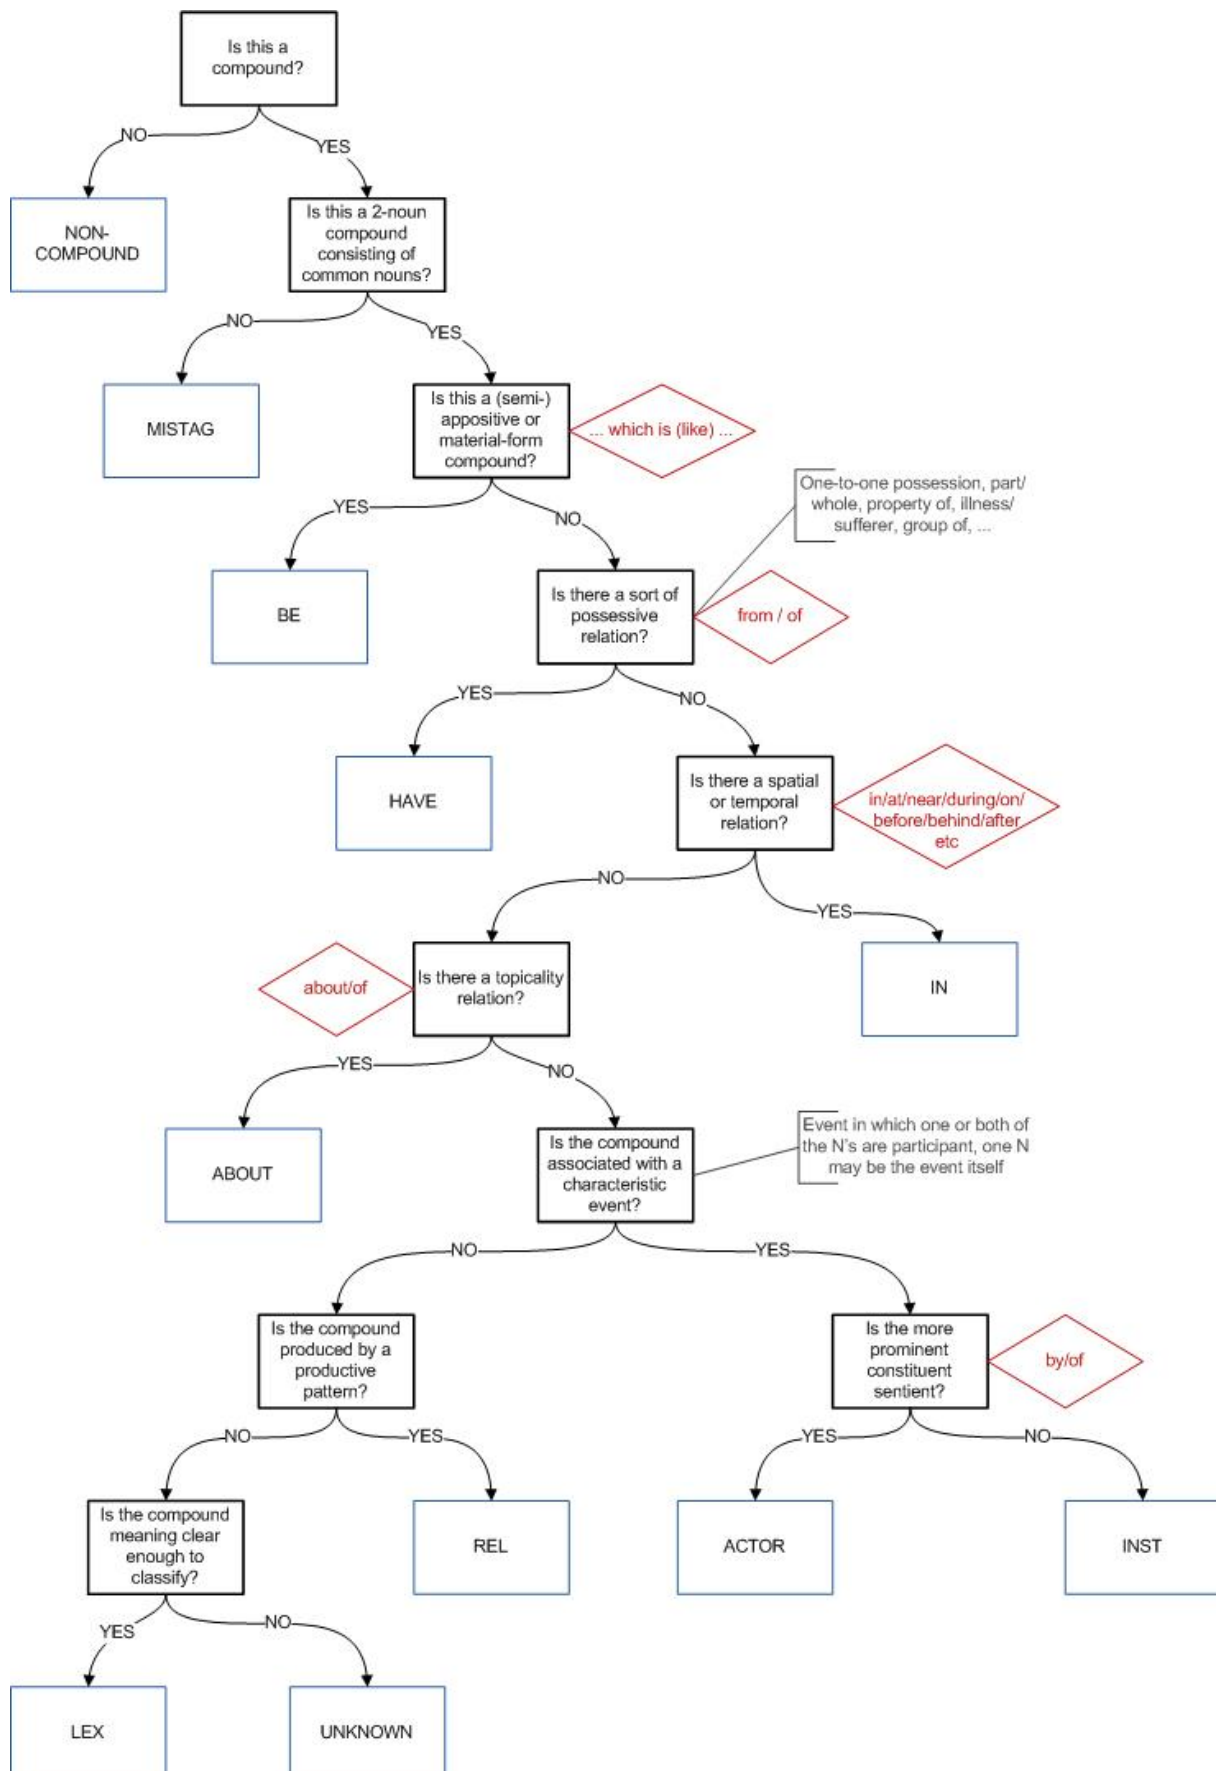 Is this a
compound?
NO
YES
NON-
COMPOUND
Is this a 2-noun
compound
consisting of
common nouns?
NO
YES
MISTAG
Is this a (semi-)
appositive or
material-form
compound?
... which is (like) ...
YES
NO
One-to-one possession, part/
whole, property of, illness/
sufferer, group of, ...
BE
Is there a sort of
possessive
relation?
from / of
YES
NO
HAVE
Is there a spatial
or temporal
relation?
in/at/near/during/on/
before/behind/after
etc
NO
YES
about/of
Is there a topicality
relation?
IN
YES
NO
ABOUT
Is the compound
associated with a
characteristic
event?
Event in which one or both of
the N's are participant, one N
may be the event itself
NO
YES
Is the compound
produced by a
productive
pattern?
Is the more
prominent
constituent
sentient?
by/of
NO
YES
YES
NO
Is the compound
meaning clear
enough to
classify?
REL
ACTOR
INST
YES
NO
LEX
UNKNOWN